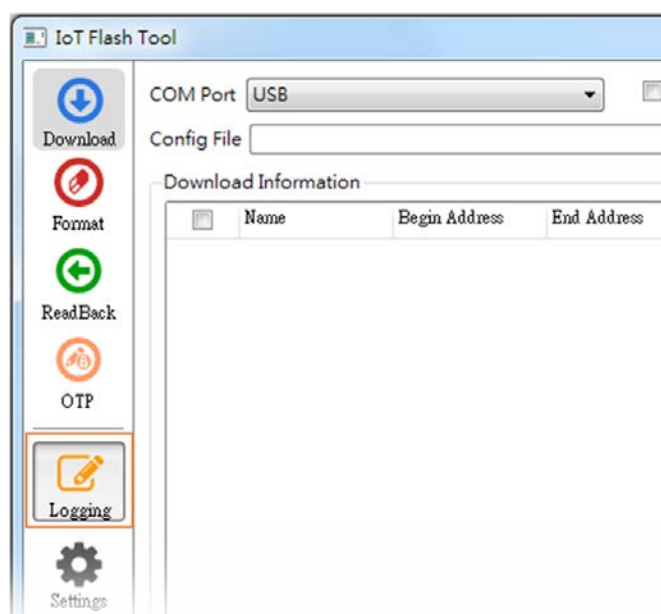 IoT Flash Tool
COM Port USB
Download
Config File
Download Information
Format
Name Begin Address End Address
ReadBack
OTP
Logging
Settings